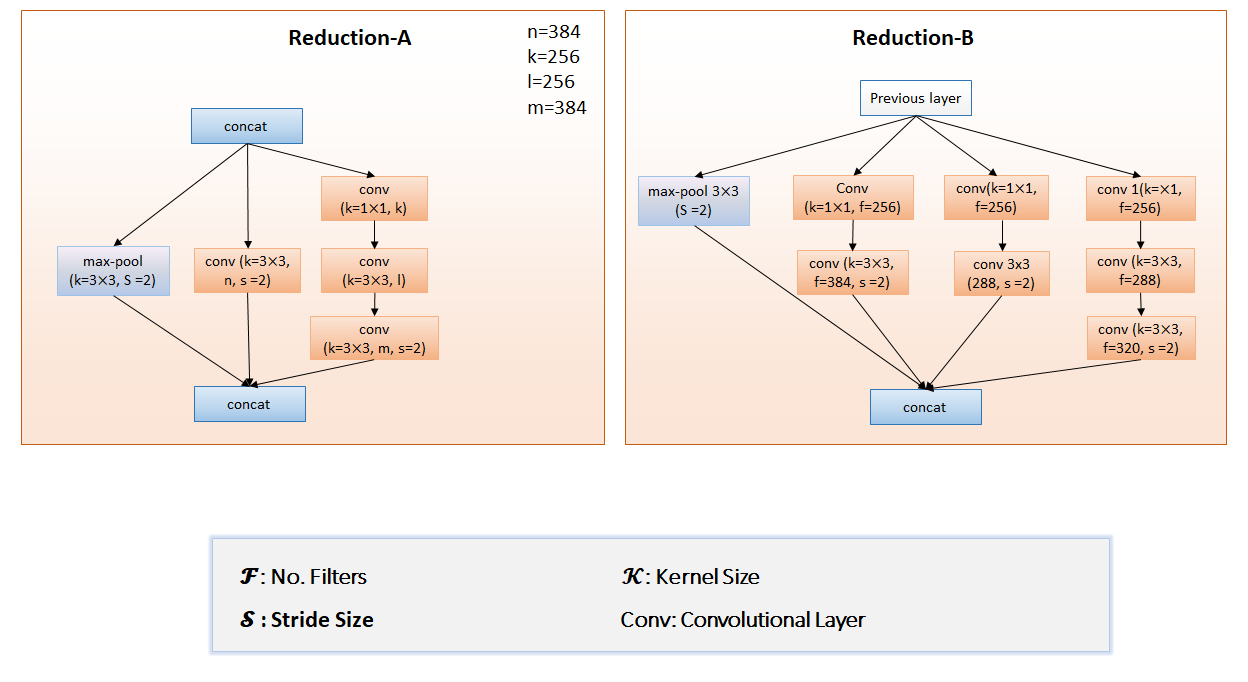 Reduction-A
n=384
k=256
l=256
m=384
concat
conv
(k=1×1, k)
max-pool
(k=3×3, S =2)
conv (k=3×3,
n, s =2)
conv
(k=3×3, l)
conv
(k=3×3, m, s=2)
concat
Reduction-B
Previous layer
max-pool 3×3
(S =2)
Conv
(k=1×1, f=256)
conv(k=1×1,
f=256)
conv 1(k=×1,
f=256)
conv (k=3×3,
f=384, s =2)
conv 3x3
(288, s =2)
conv (k=3×3,
f=288)
conv (k=3×3,
f=320, s =2)
concat
𝓕: No. Filters
𝓚: Kernel Size
𝓢 : Stride Size
Conv: Convolutional Layer